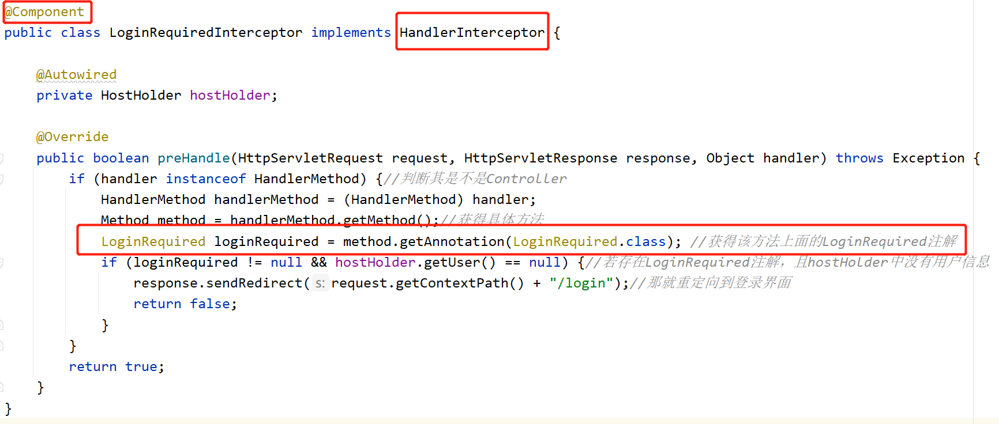 @Component
public class LoginRequiredInterceptor implements HandlerInterceptor {
@Autowired
private HostHolder hostHolder;
@Override
public boolean preHandle(HttpServletRequest request, HttpServletResponse response, Object handler) throws Exception {
if (handler instanceof HandlerMethod) {//判断其是不是Controller
HandlerMethod handlerMethod = (HandlerMethod) handler;
Method method = handlerMethod.getMethod();//获得具体方法
LoginRequired loginRequired = method.getAnnotation(LoginRequired.class); //获得该方法上面的LoginRequired注解
if (loginRequired != null && hostHolder.getUser() == null) {//若存在LoginRequired注解，且hostHolder中没有用户信息
response.sendRedirect( s: request.getContextPath() + "/login");//那就重定向到登录界面
return false;
}
}
return true;
}
}